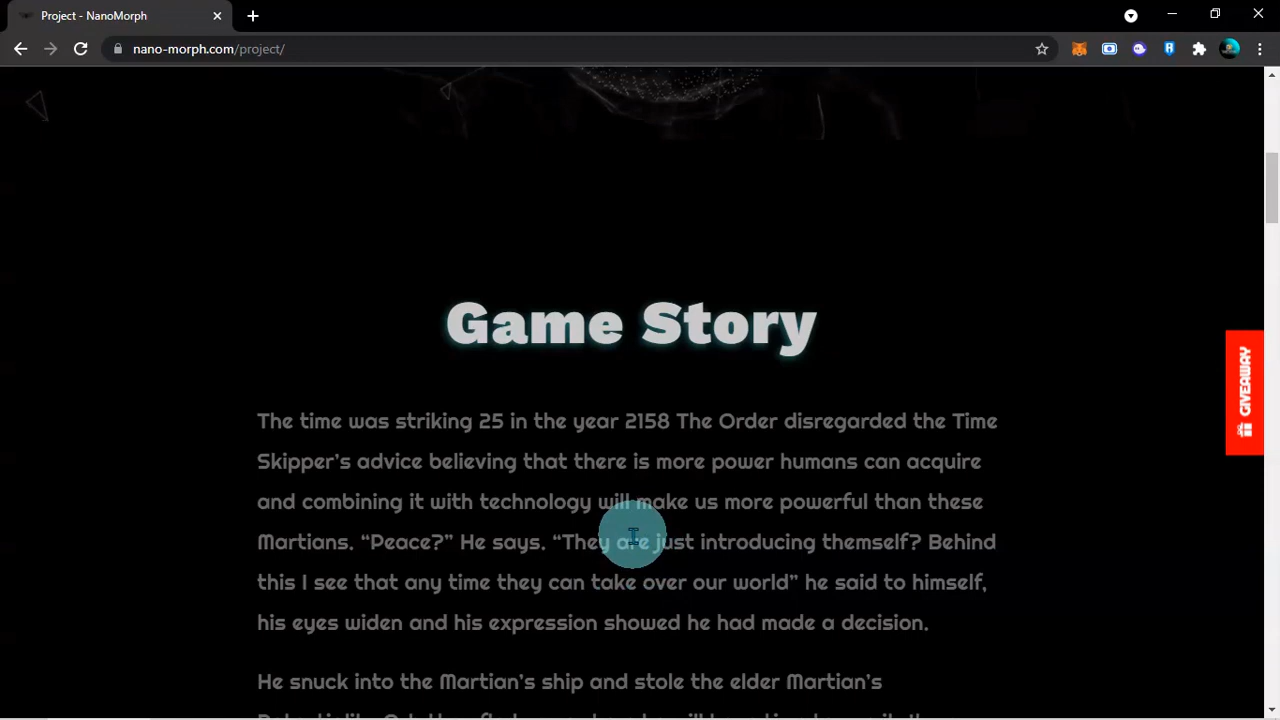 Project - NanoMorph
nano-morph.com/project/
Game Story
GIVEAWAY
The time was striking 25 in the year 2158 The Order disregarded the Time
Skipper's advice believing that there is more power humans can acquire
and combining it with technology will make us more powerful than these
Martians. “Peace?” He says. “They are just introducing themself? Behind
this I see that any time they can take over our world” he said to himself,
his eyes widen and his expression showed he had made a decision.
He snuck into the Martian's ship and stole the elder Martian's